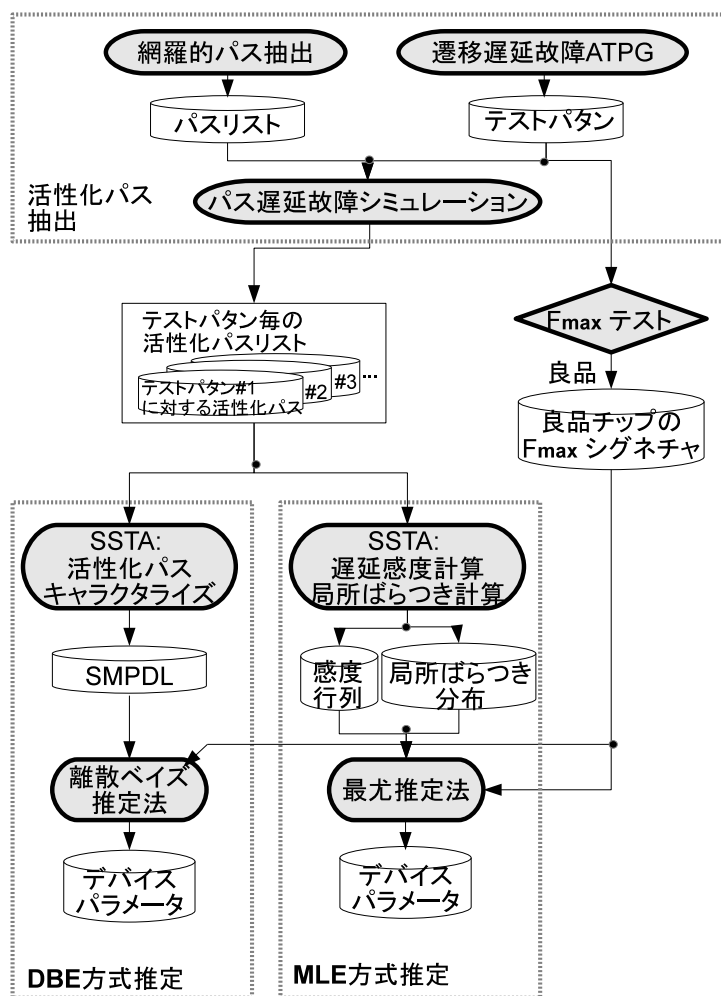 網羅的パス抽出
遷移遅延故障ATPG
パスリスト
テストパタン
活性化パス
抽出
パス遅延故障シミュレーション
テストパタン毎の
活性化パスリスト
テストパタン#1
に対する活性化パス
#2
#3
...
Fmax テスト
良品
良品チップの
Fmax シグネチャ
SSTA:
活性化パス
キャラクタライズ
SSTA:
遅延感度計算
局所ばらつき計算
SMPDL
感度
行列
局所ばらつき
分布
離散ベイズ
推定法
最尤推定法
デバイス
パラメータ
デバイス
パラメータ
DBE方式推定
MLE方式推定